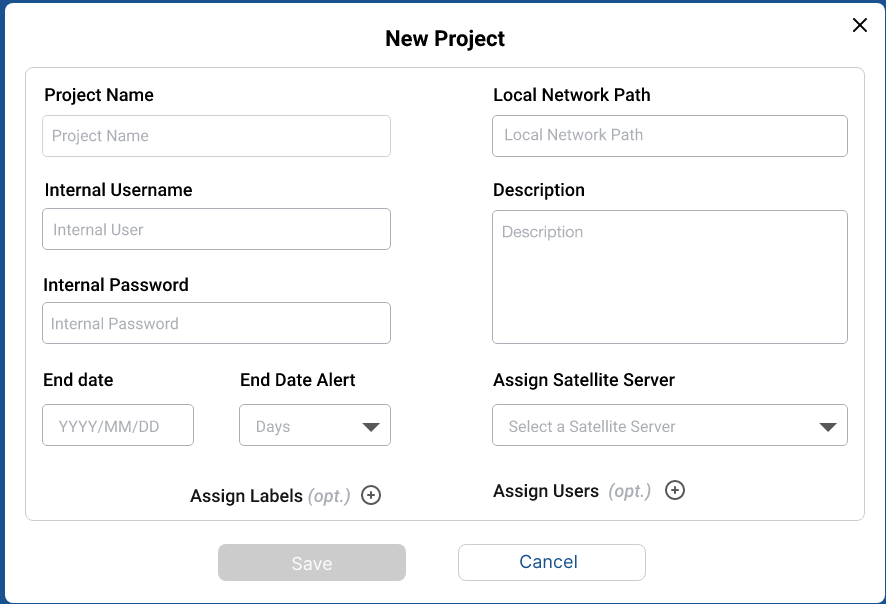 New Project
Project Name
Project Name
Internal Username
Internal User
Internal Password
Internal Password
End date
YYYY/MM/DD
End Date Alert
Days
Assign Labels (opt.)
Local Network Path
Local Network Path
Description
Description
Assign Satellite Server
Select a Satellite Server
Assign Users (opt.)
Save
Cancel